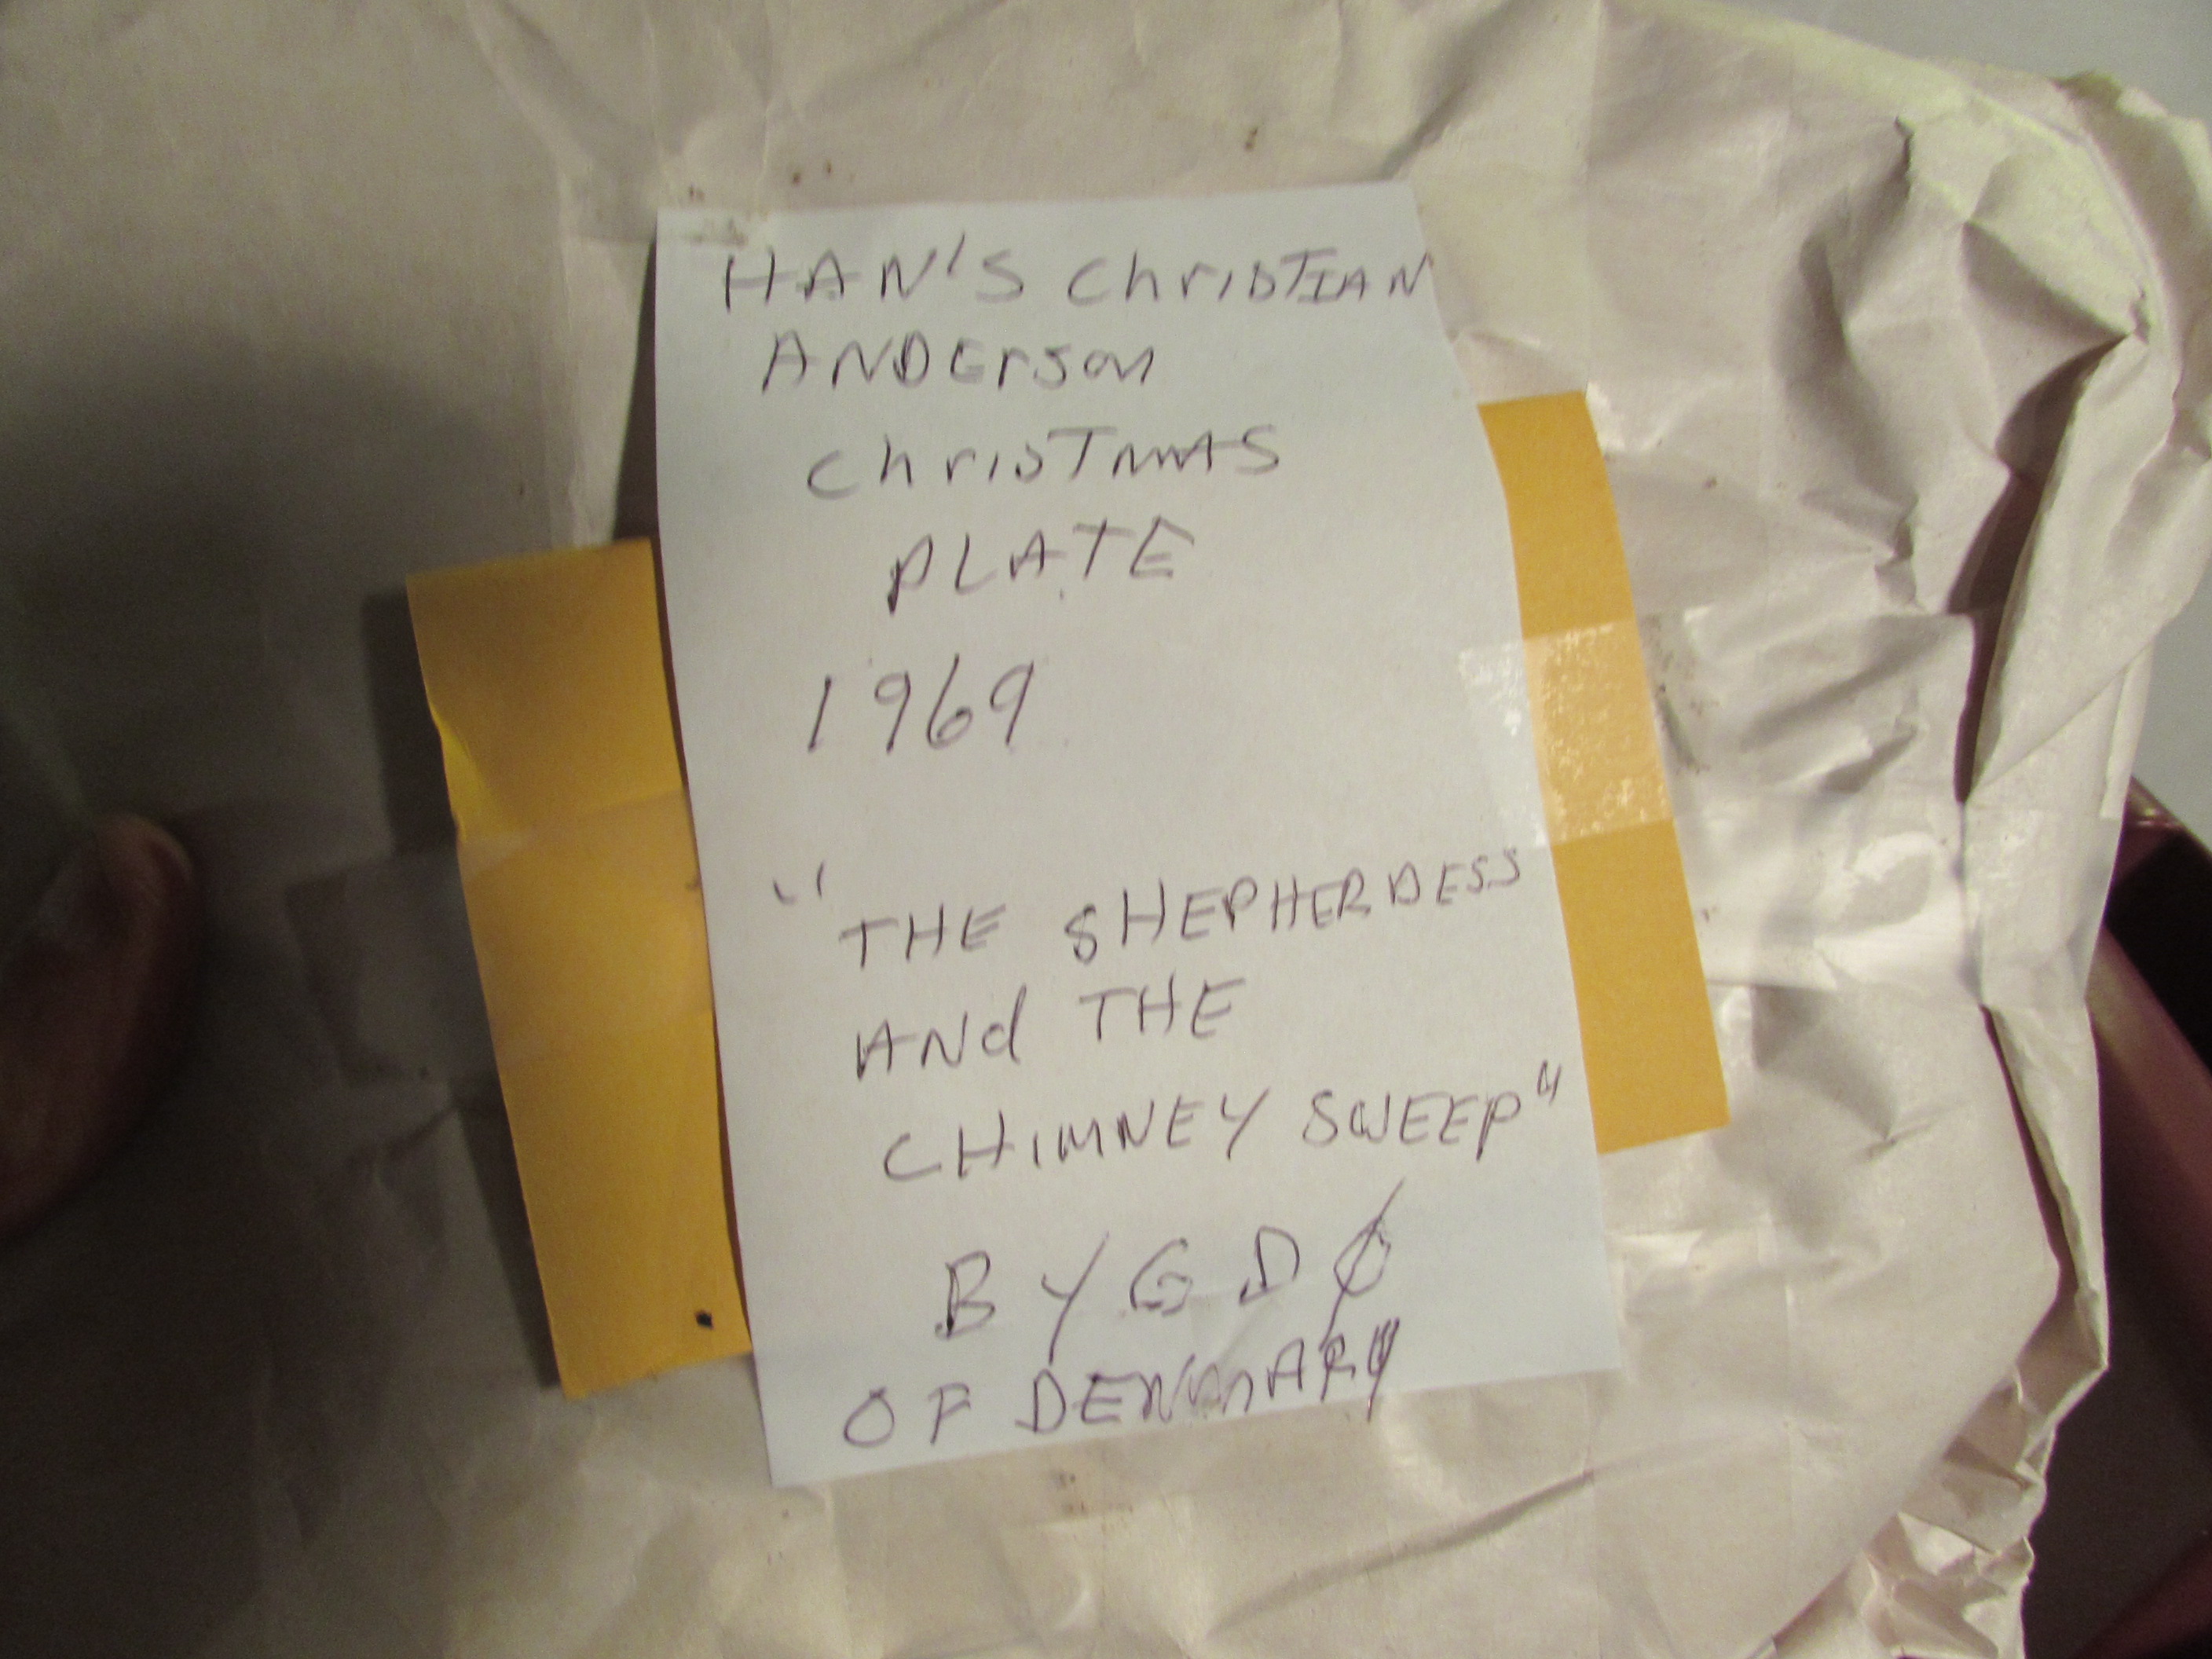 HAN'S ChrisTIAN
ANDErson
ChrisTmAS
PLATE
1969
"THE SHEPHERDESS
ANd THE
CHIMNEY SWEEP"
BYGDØ
OF DENmARK